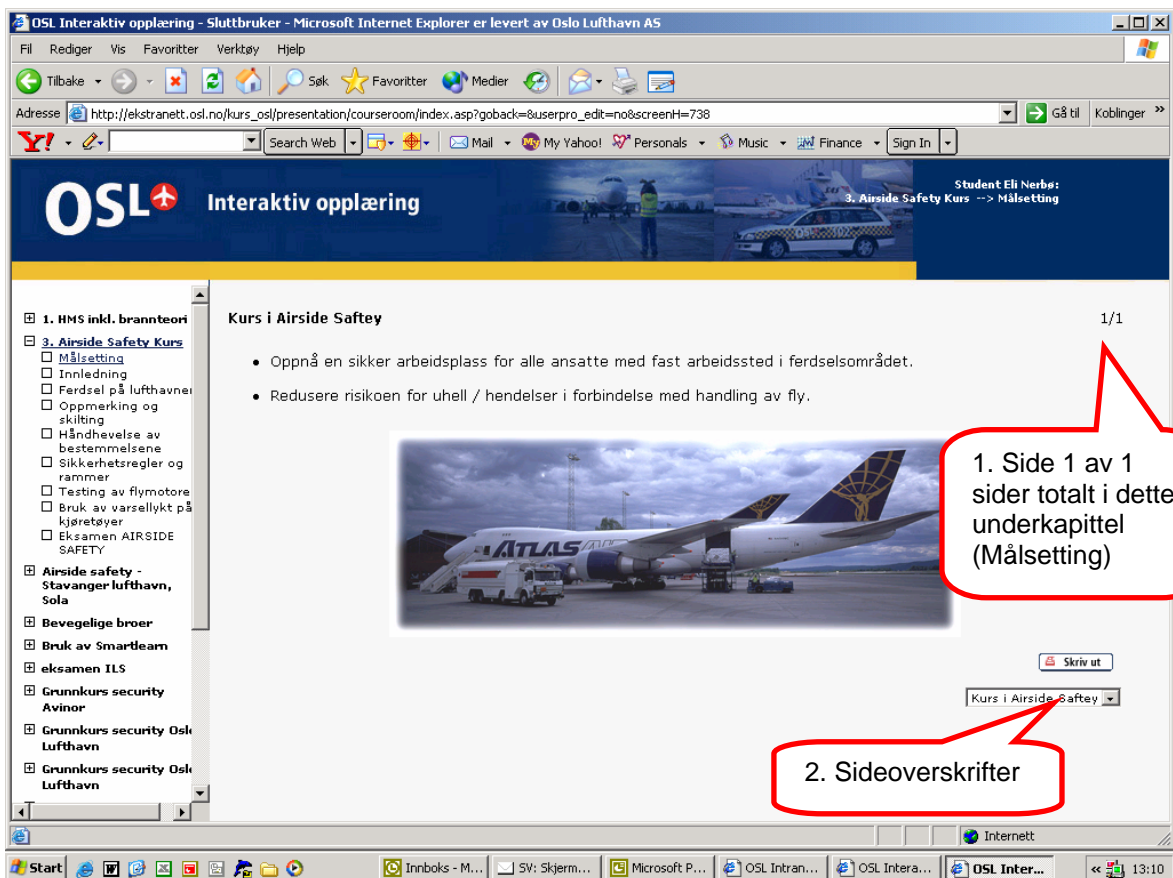 OSL Interaktiv opplæring - Sluttbruker - Microsoft Internet Explorer er levert av Oslo Lufthavn AS
Fil Rediger Vis Favoritter Verktøy Hjelp
Tilbake Søk Favoritter Medier
Adresse http://ekstranett.osl.no/kurs_osl/presentation/courseroom/index.asp?goback=&userpro_edit=no&screenH=738 Gå til Koblinger »
Y! Search Web Mail My Yahoo! Personals Music Finance Sign In
OSL Interaktiv opplæring
Student Eli Nerbø:
3. Airside Safety Kurs --> Målsetting
1. HMS inkl. brannteori
3. Airside Safety Kurs
Målsetting
Innledning
Ferdsel på lufthavnen
Oppmerking og
skilting
Håndhevelse av
bestemmelsene
Sikkerhetsregler og
rammer
Testing av flymotore
Bruk av varsellykt på
kjøretøyer
Eksamen AIRSIDE
SAFETY
Airside safety -
Stavanger lufthavn,
Sola
Bevegelige broer
Bruk av Smartlearn
eksamen ILS
Grunnkurs security
Avinor
Grunnkurs security Osl
Lufthavn
Grunnkurs security Osl
Lufthavn
Kurs i Airside Saftey
1/1
• Oppnå en sikker arbeidsplass for alle ansatte med fast arbeidssted i ferdselsområdet.
• Redusere risikoen for uhell / hendelser i forbindelse med handling av fly.
ATLAS
1. Side 1 av 1
sider totalt i dette
underkapittel
(Målsetting)
Skriv ut
Kurs i Airside Saftey
2. Sideoverskrifter
Internett
Start Innboks - M... SV: Skjerm... Microsoft P... OSL Intran... OSL Intera... OSL Inter... « 13:10